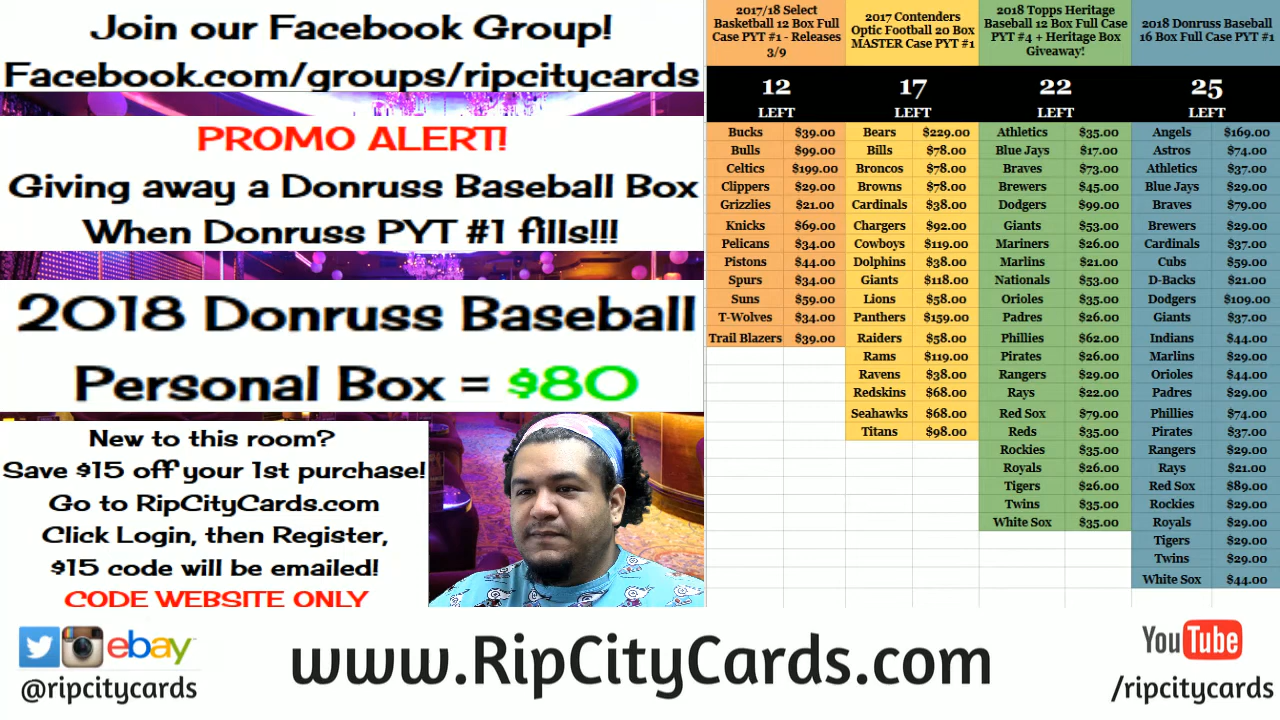 Join our Facebook Group!
Facebook.com/groups/ripcitycards
PROMO ALERT!
Giving away a Donruss Baseball Box
When Donruss PYT #1 fills!!!
2018 Donruss Baseball
Personal Box = $80
New to this room?
Save $15 off your 1st purchase!
Go to RipCityCards.com
Click Login, then Register,
$15 code will be emailed!
CODE WEBSITE ONLY
2017/18 Select
Basketball 12 Box Full
Case PYT #1 - Releases
3/9
12
LEFT
Bucks $39.00
Bulls $99.00
Celtics $199.00
Clippers $29.00
Grizzlies $21.00
Knicks $69.00
Pelicans $34.00
Pistons $44.00
Spurs $34.00
Suns $59.00
T-Wolves $34.00
Trail Blazers $39.00
2017 Contenders
Optic Football 20 Box
MASTER Case PYT #1
17
LEFT
Bears $229.00
Bills $78.00
Broncos $78.00
Browns $78.00
Cardinals $38.00
Chargers $92.00
Cowboys $119.00
Dolphins $38.00
Giants $118.00
Lions $58.00
Panthers $159.00
Raiders $58.00
Rams $119.00
Ravens $38.00
Redskins $68.00
Seahawks $68.00
Titans $98.00
2018 Topps Heritage
Baseball 12 Box Full Case
PYT #4 + Heritage Box
Giveaway!
22
LEFT
Athletics $35.00
Blue Jays $17.00
Braves $73.00
Brewers $45.00
Dodgers $99.00
Giants $53.00
Mariners $26.00
Marlins $21.00
Nationals $53.00
Orioles $35.00
Padres $26.00
Phillies $62.00
Pirates $26.00
Rangers $29.00
Rays $22.00
Red Sox $79.00
Reds $35.00
Rockies $35.00
Royals $26.00
Tigers $26.00
Twins $35.00
White Sox $35.00
2018 Donruss Baseball
16 Box Full Case PYT #1
25
LEFT
Angels $169.00
Astros $74.00
Athletics $37.00
Blue Jays $29.00
Braves $79.00
Brewers $29.00
Cardinals $37.00
Cubs $59.00
D-Backs $21.00
Dodgers $109.00
Giants $37.00
Indians $44.00
Marlins $29.00
Orioles $44.00
Padres $29.00
Phillies $74.00
Pirates $37.00
Rangers $29.00
Rays $21.00
Red Sox $89.00
Rockies $29.00
Royals $29.00
Tigers $29.00
Twins $29.00
White Sox $44.00
ebay
@ripcitycards
www.RipCityCards.com
YouTube
/ripcitycards